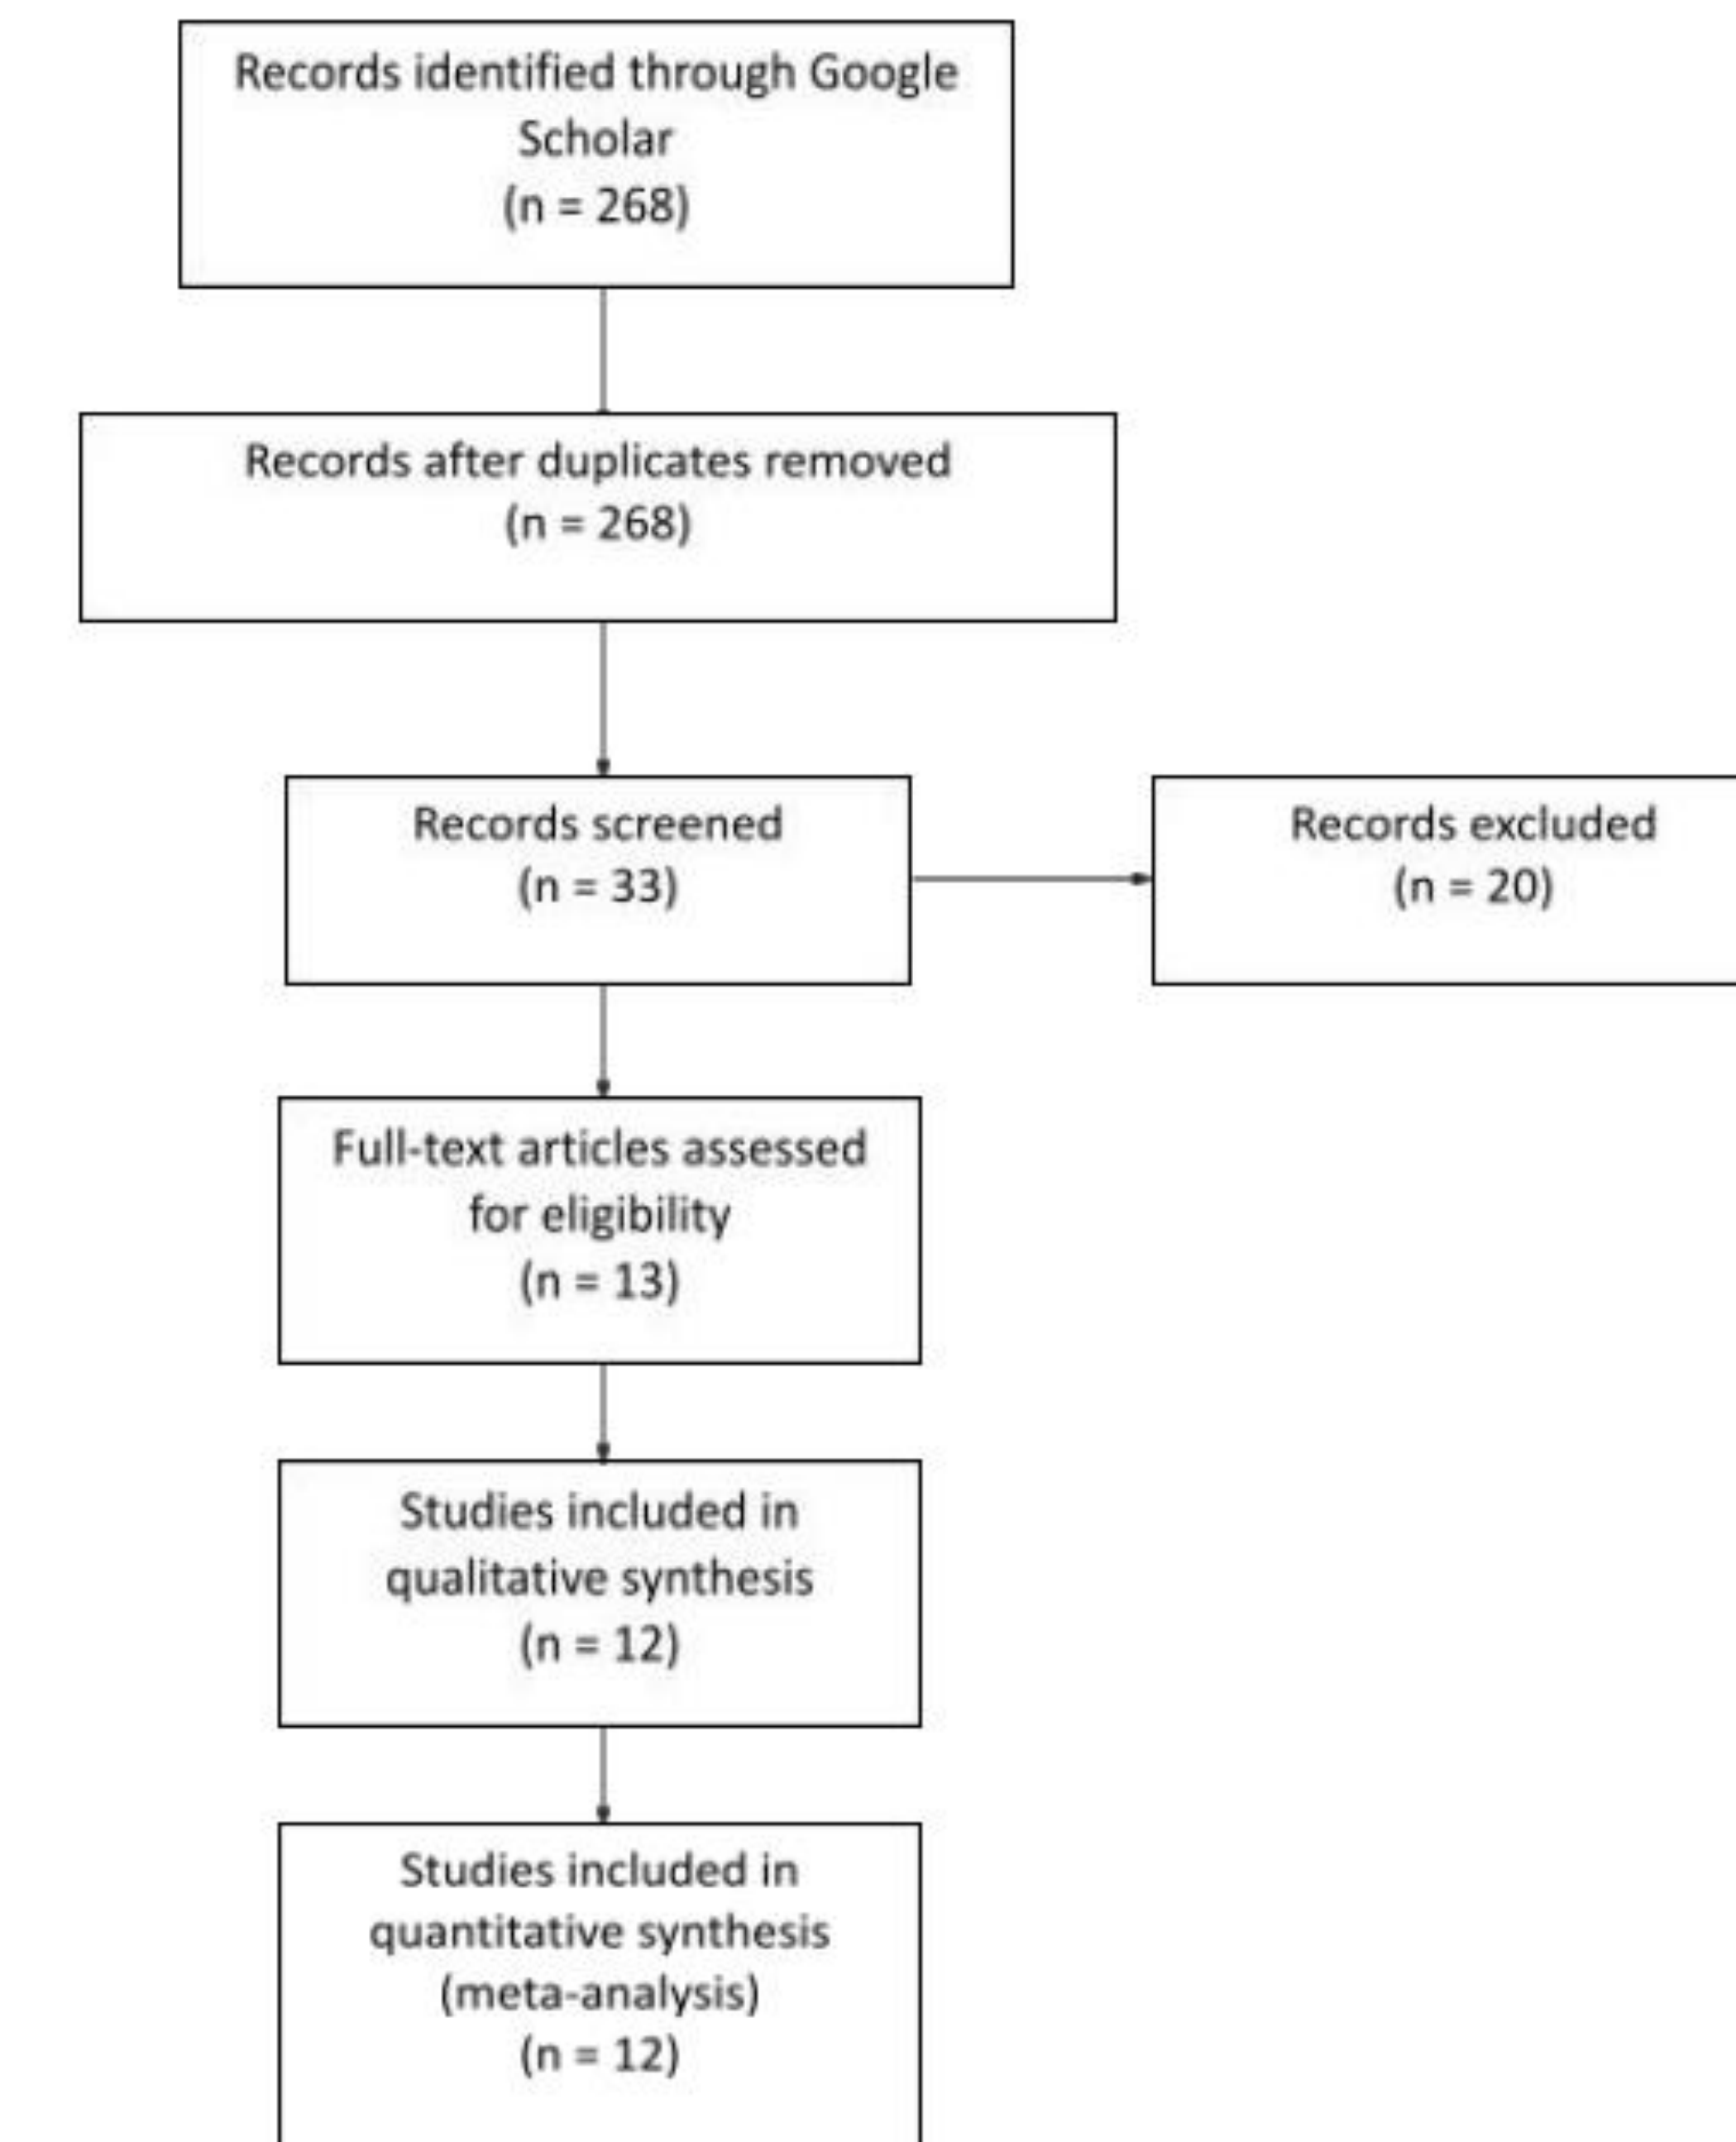 Records identified through Google
Scholar
(n = 268)
Records after duplicates removed
(n = 268)
Records screened
(n = 33)
Records excluded
(n = 20)
Full-text articles assessed
for eligibility
(n = 13)
Studies included in
qualitative synthesis
(n = 12)
Studies included in
quantitative synthesis
(meta-analysis)
(n = 12)